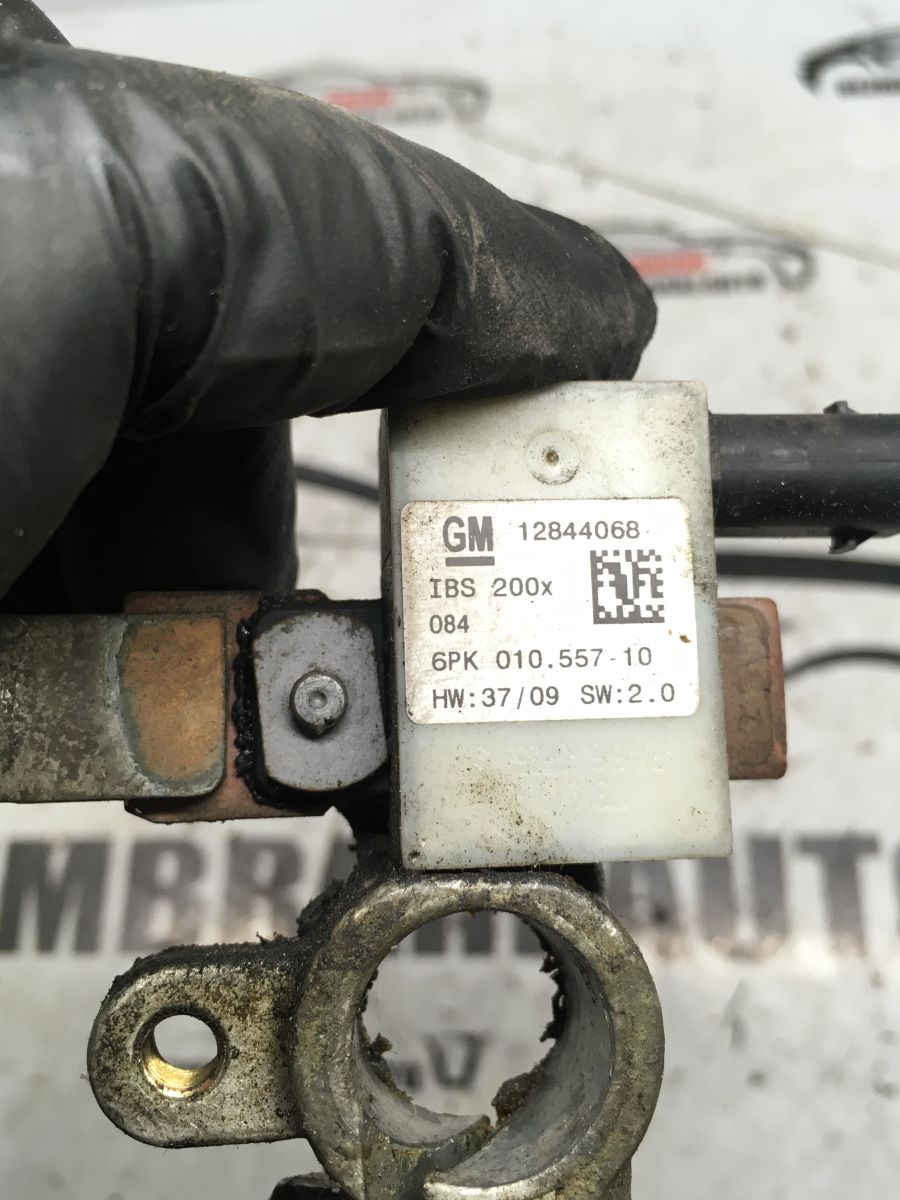 GM 12844068
IBS 200x
084
6PK 010.557-10
HW:37/09 SW:2.0